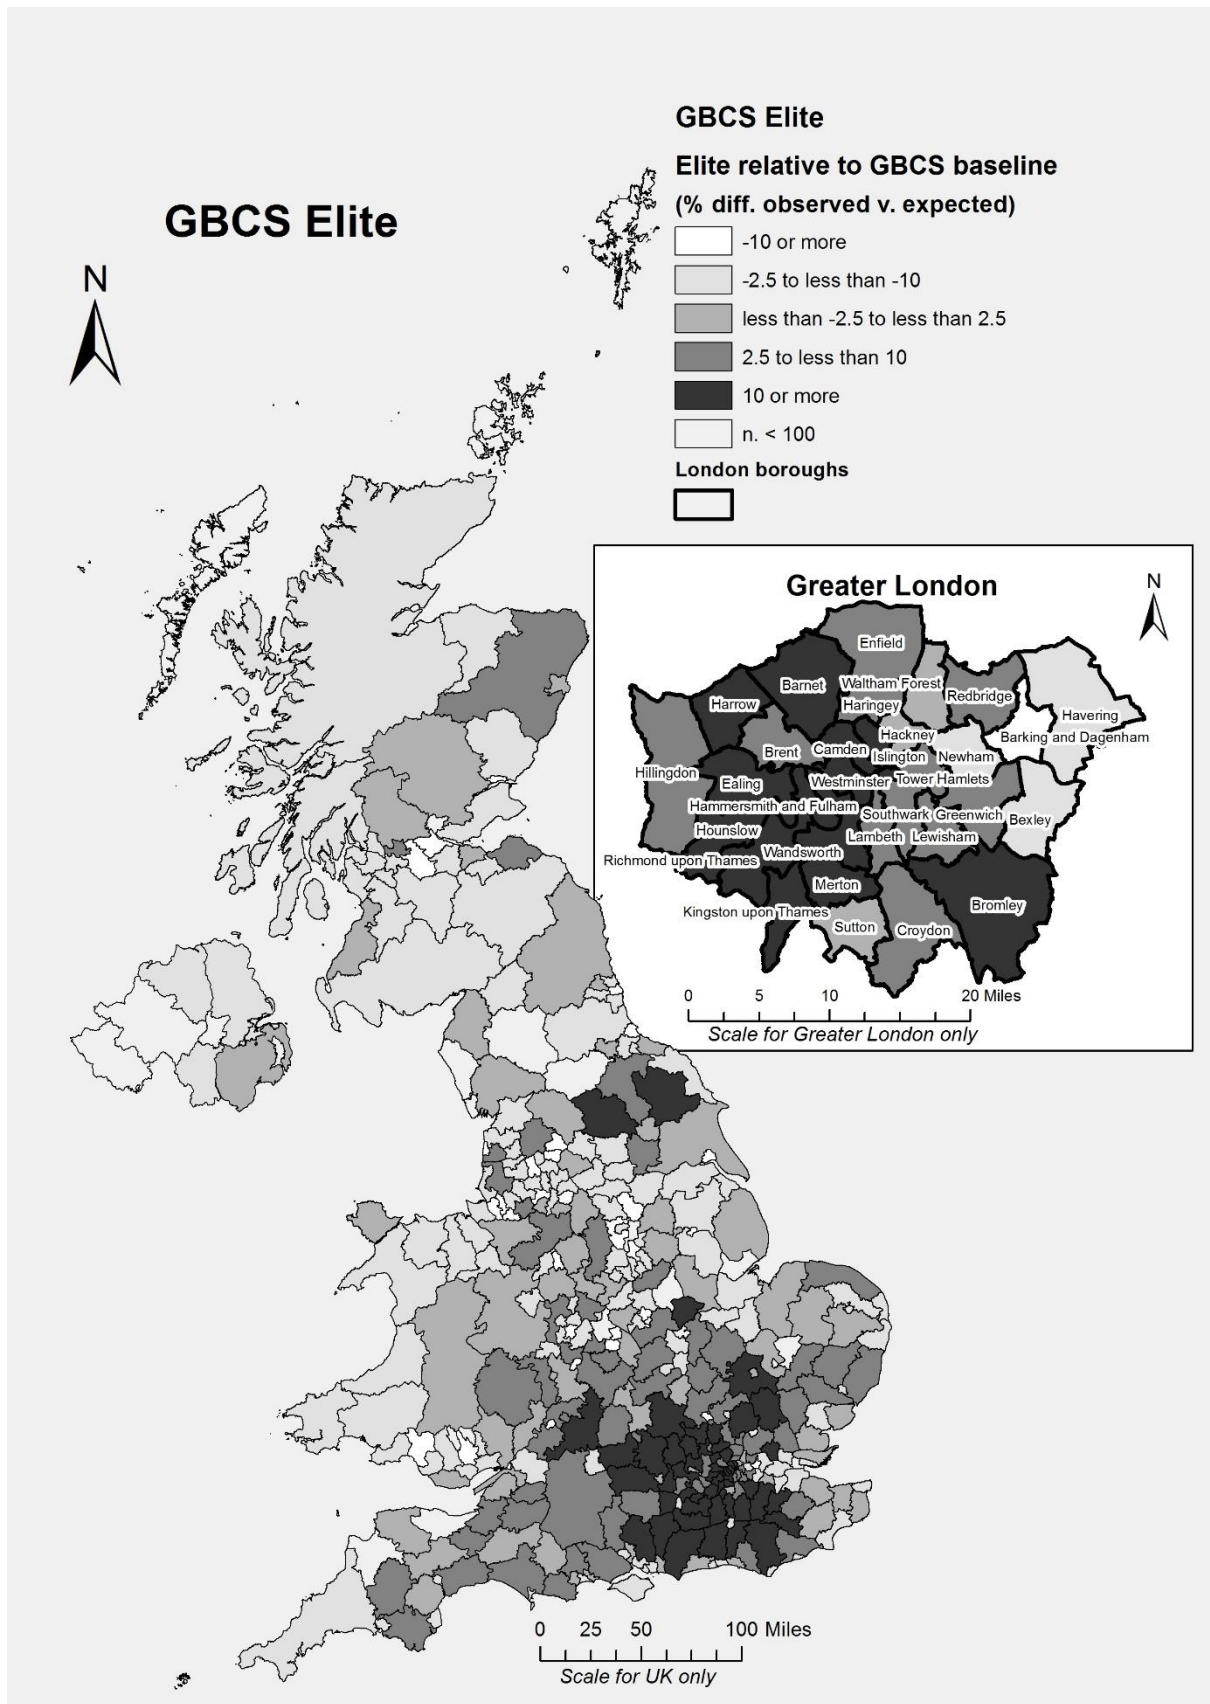 GBCS Elite
N
GBCS Elite
Elite relative to GBCS baseline
(% diff. observed v. expected)
-10 or more
-2.5 to less than -10
less than -2.5 to less than 2.5
2.5 to less than 10
10 or more
n. < 100
London boroughs
Greater London
N
Enfield
Barnet
Waltham Forest
Redbridge
Harrow
Haringey
Havering
Hackney
Barking and Dagenham
Brent
Camden
Islington
Newham
Hillingdon
Ealing
Westminster
Tower Hamlets
Hammersmith and Fulham
Southwark
Greenwich
Bexley
Hounslow
Lambeth
Lewisham
Richmond upon Thames
Wandsworth
Merton
Kingston upon Thames
Bromley
Sutton
Croydon
0 5 10 20 Miles
Scale for Greater London only
0 25 50 100 Miles
Scale for UK only